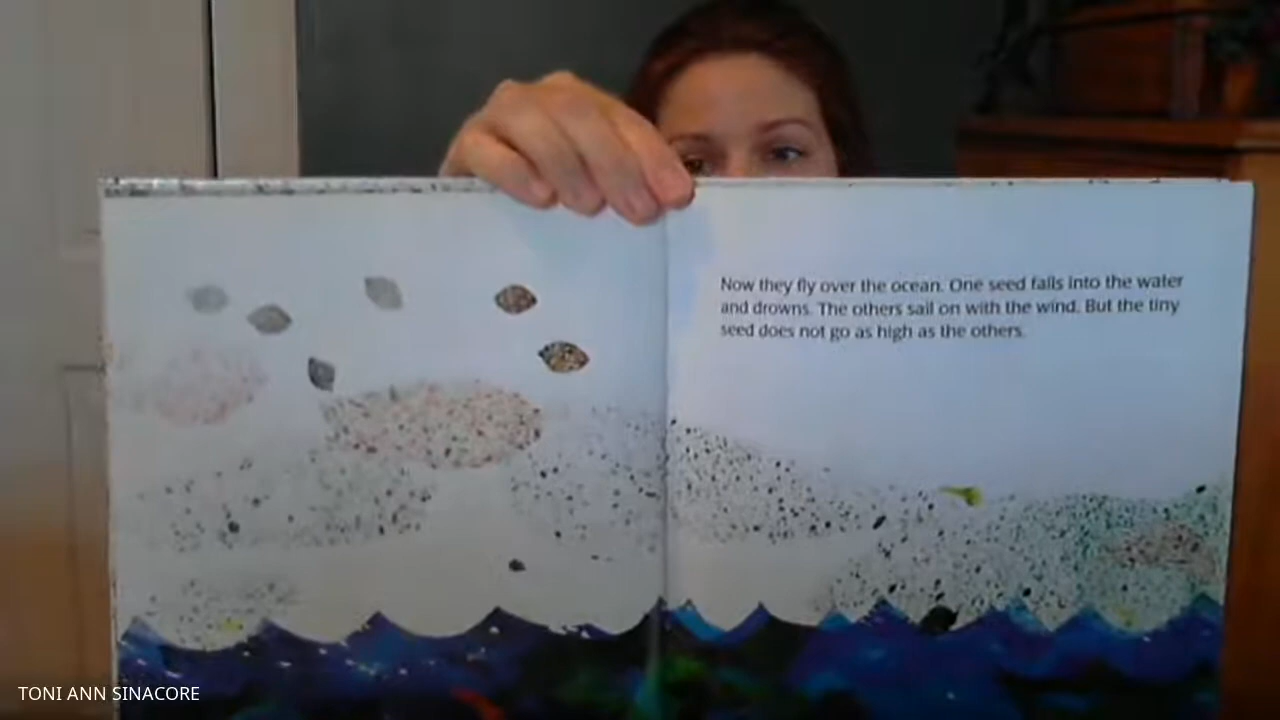 Now they fly over the ocean. One seed falls into the water
and drowns. The others sail on with the wind. But the tiny
seed does not go as high as the others.
TONI ANN SINACORE